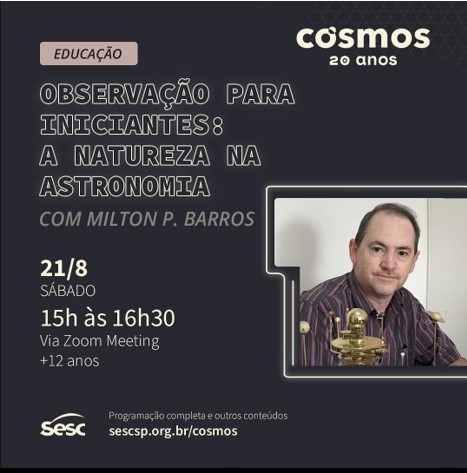 cosmos
20 anos
EDUCAÇÃO
OBSERVAÇÃO PARA
INICIANTES:
A NATUREZA NA
ASTRONOMIA
COM MILTON P. BARROS
21/8
SÁBADO
15h às 16h30
Via Zoom Meeting
+12 anos
Sesc
Programação completa e outros conteúdos
sescsp.org.br/cosmos